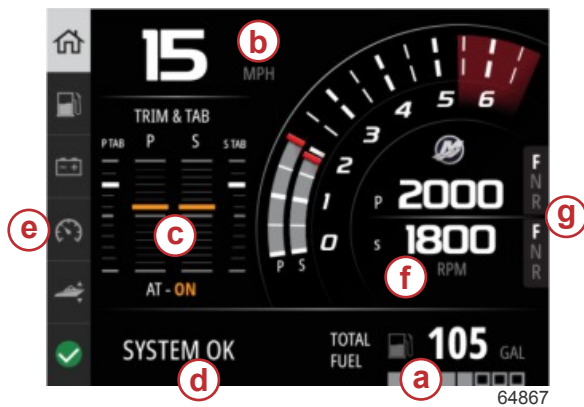 15 b
MPH
TRIM & TAB
P TAB P S S TAB
c
AT - ON
6
5
4
3
2
1
0
P S
P 2000
S 1800
f RPM
F
N
R
F
N
R
g
e
SYSTEM OK
d
TOTAL
FUEL
105 GAL
a
64867